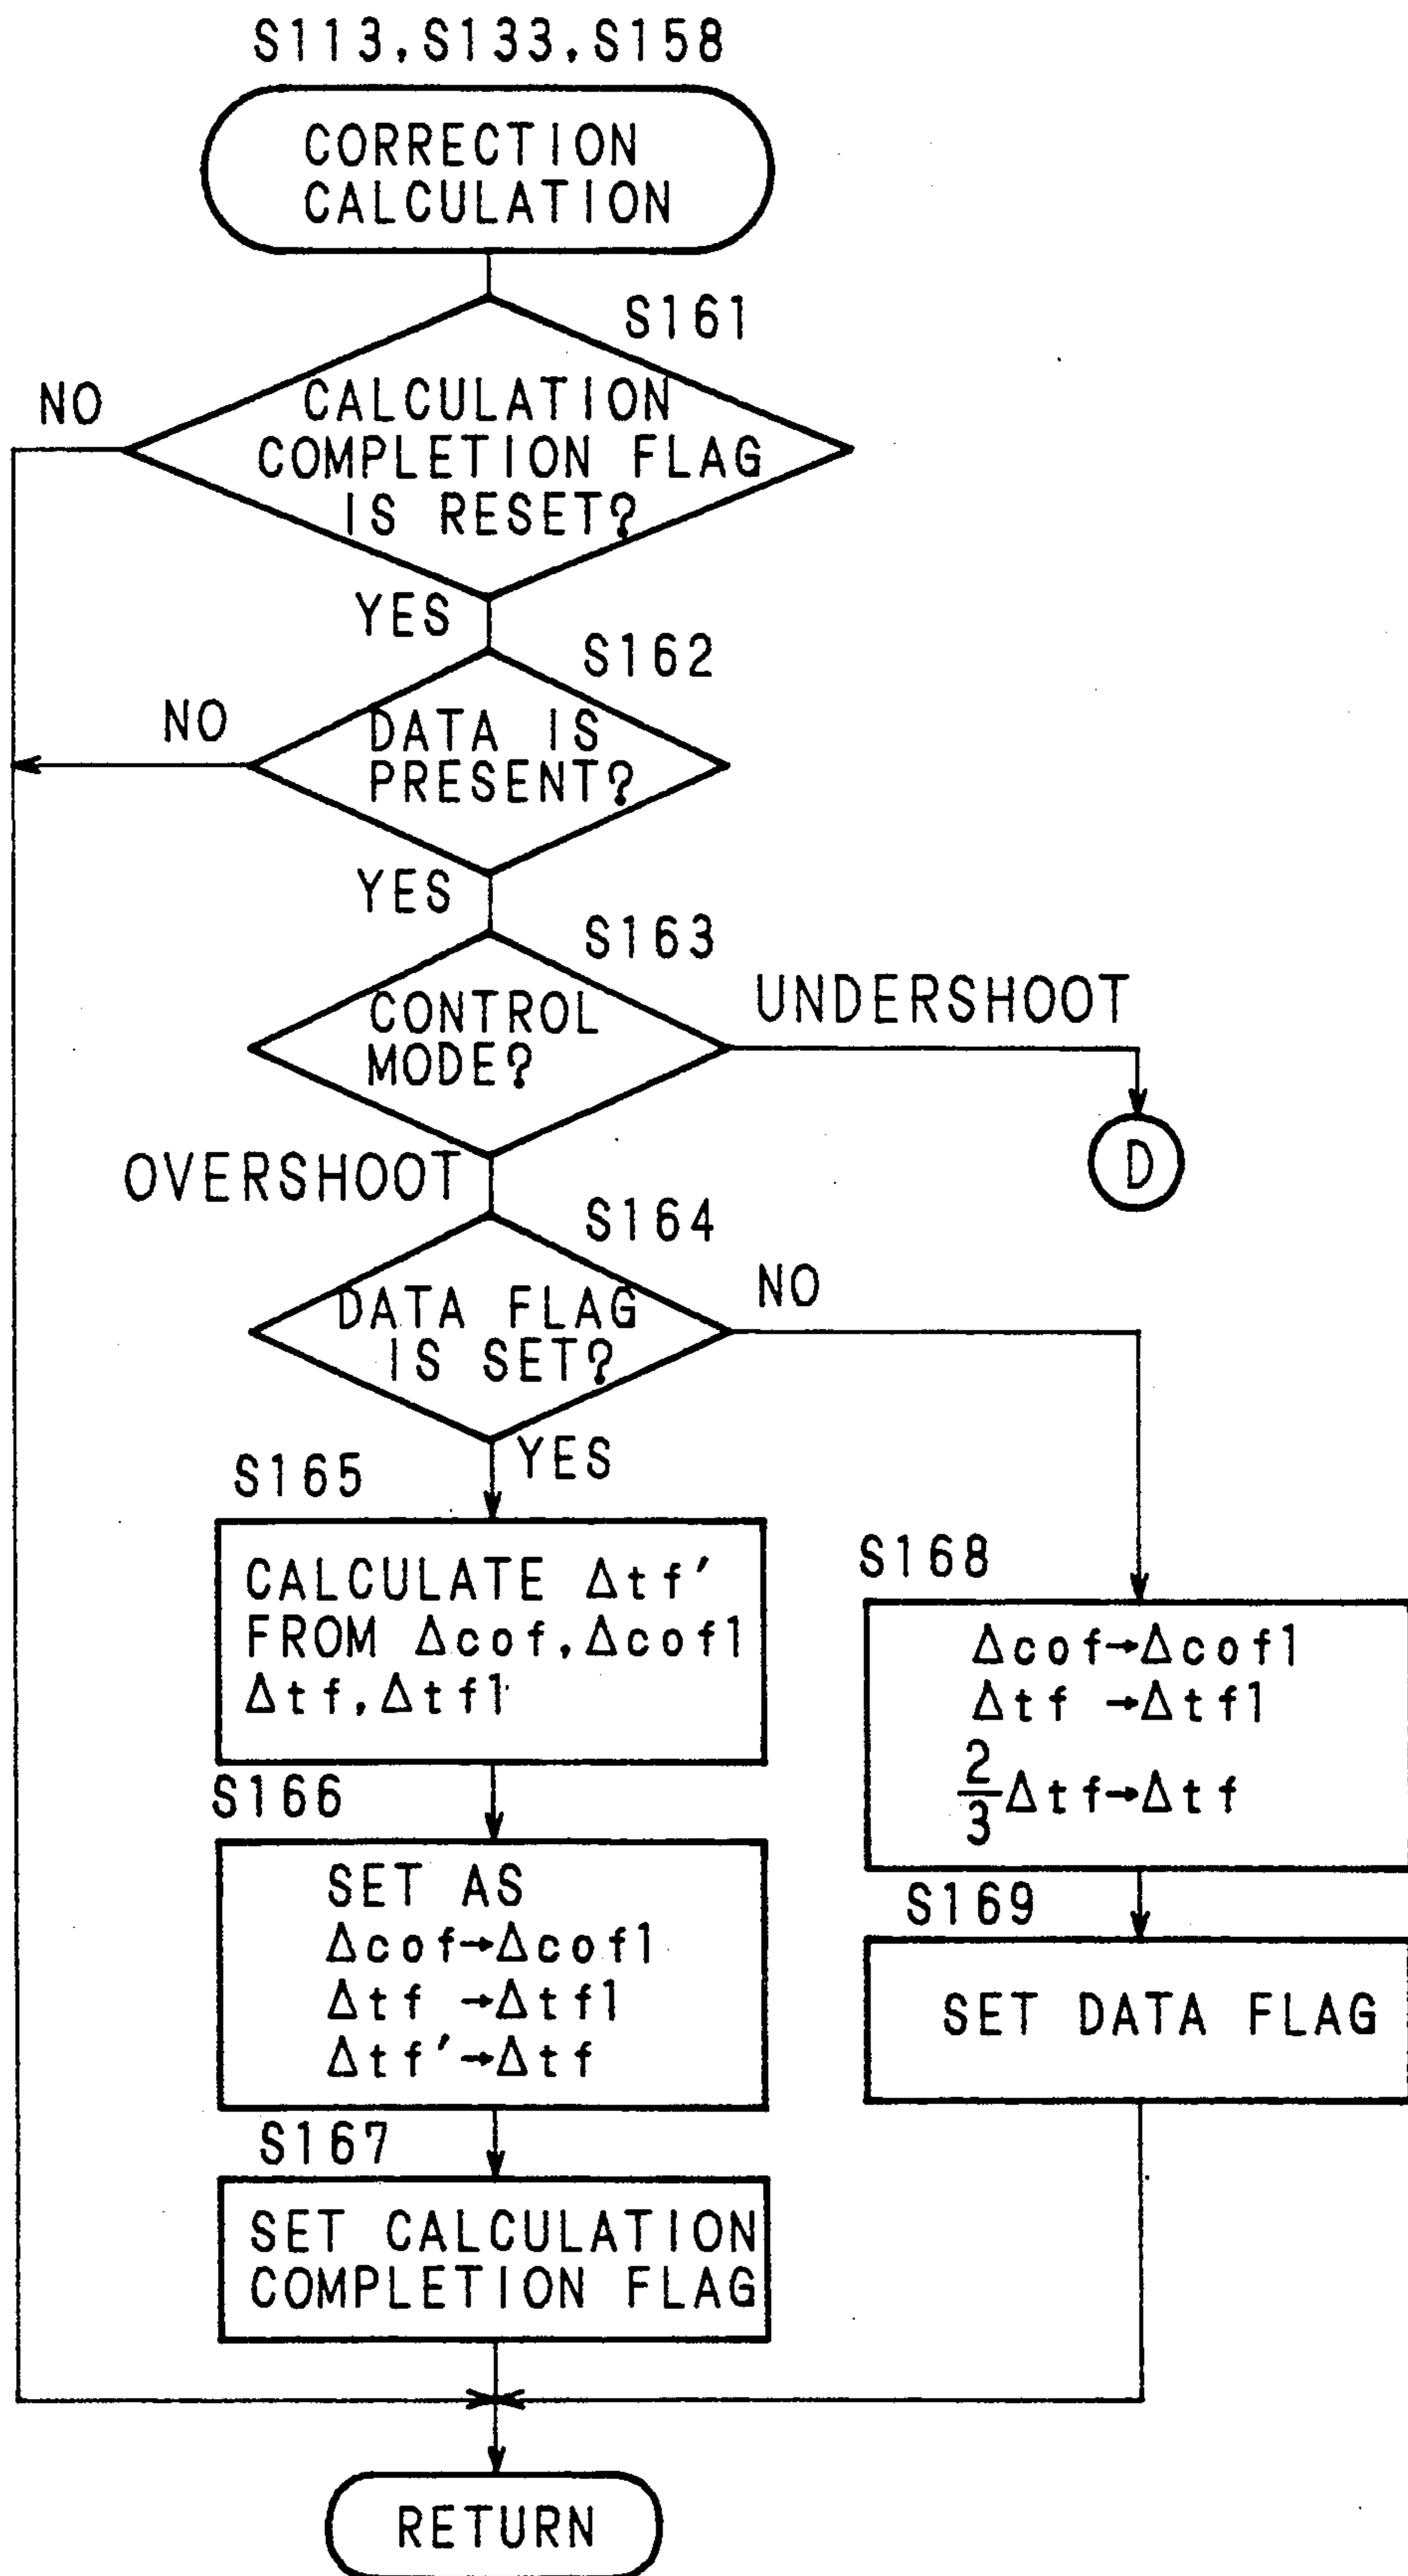 S113,S133,S158
CORRECTION
CALCULATION
S161
NO
CALCULATION
COMPLETION FLAG
IS RESET?
YES
S162
NO
DATA IS
PRESENT?
YES
S163
CONTROL
MODE?
UNDERSHOOT
D
OVERSHOOT
S164
DATA FLAG
IS SET?
NO
YES
S165
CALCULATE Δtf′
FROM Δcof,Δcof1
Δtf,Δtf1
S168
Δcof→Δcof1
Δtf →Δtf1
2/3Δtf→Δtf
S166
SET AS
Δcof→Δcof1
Δtf →Δtf1
Δtf′→Δtf
S169
SET DATA FLAG
S167
SET CALCULATION
COMPLETION FLAG
RETURN